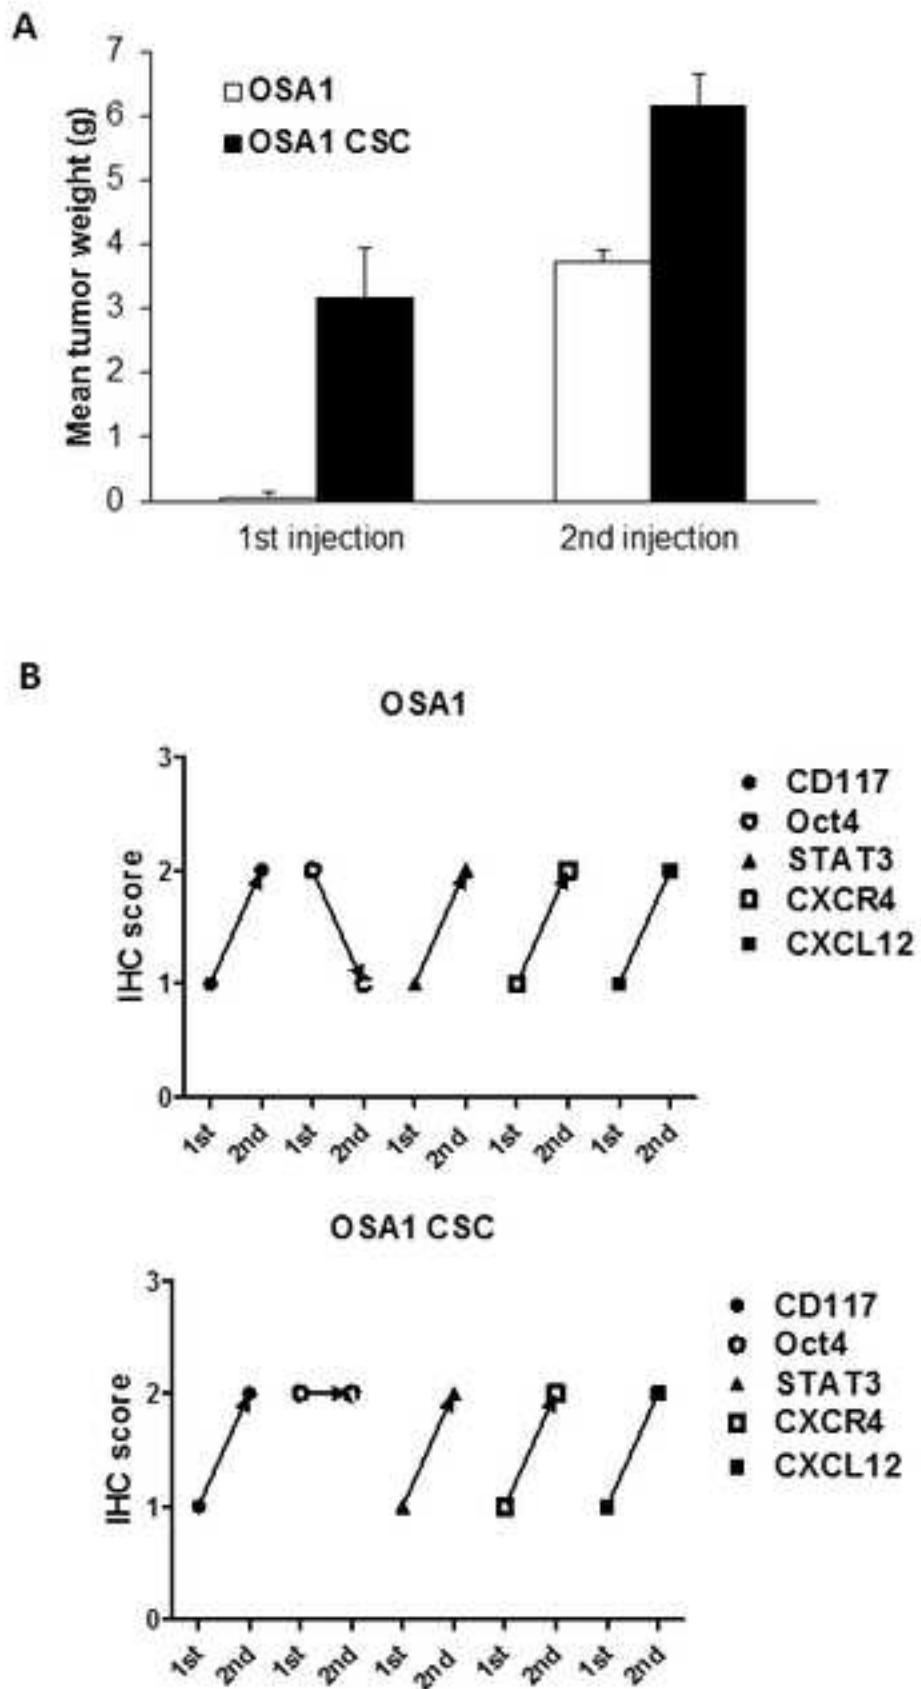 A
7
6
5
4
3
2
1
0
Mean tumor weight (g)
OSA1
OSA1 CSC
1st injection 2nd injection
B
OSA1
3
2
1
0
IHC score
1st 2nd 1st 2nd 1st 2nd 1st 2nd 1st 2nd
CD117
Oct4
STAT3
CXCR4
CXCL12
OSA1 CSC
3
2
1
0
IHC score
1st 2nd 1st 2nd 1st 2nd 1st 2nd 1st 2nd
CD117
Oct4
STAT3
CXCR4
CXCL12